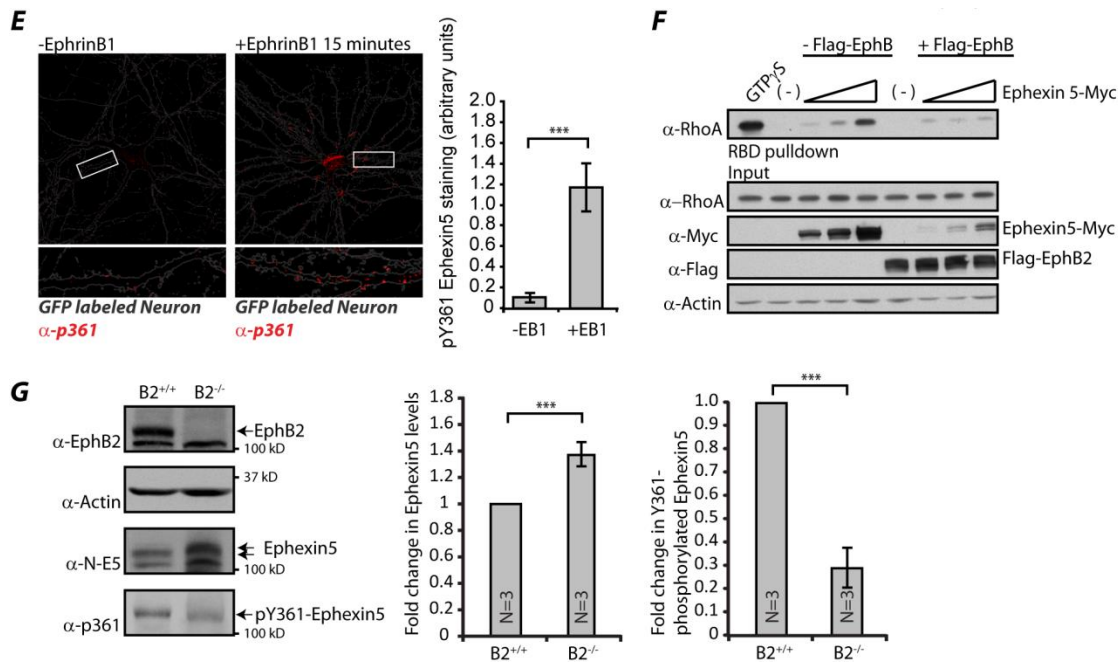 E
-EphrinB1
+EphrinB1 15 minutes
GFP labeled Neuron
α-p361
GFP labeled Neuron
α-p361
pY361 Ephexin5 staining (arbitrary units)
2.0
1.8
1.6
1.4
1.2
1.0
0.8
0.6
0.4
0.2
0
***
-EB1
+EB1
F
- Flag-EphB
+ Flag-EphB
GTPγS
(-)
(-)
Ephexin 5-Myc
α-RhoA
RBD pulldown
Input
α-RhoA
α-Myc
Ephexin5-Myc
α-Flag
Flag-EphB2
α-Actin
G
B2+/+
B2-/-
α-EphB2
EphB2
100 kD
α-Actin
37 kD
α-N-E5
Ephexin5
100 kD
α-p361
pY361-Ephexin5
100 kD
Fold change in Ephexin5 levels
1.6
1.4
1.2
1
0.8
0.6
0.4
0.2
0
***
N=3
N=3
B2+/+
B2-/-
Fold change in Y361-
phosphorylated Ephexin5
1.0
0.9
0.8
0.7
0.6
0.5
0.4
0.3
0.2
0.1
0
***
N=3
N=3
B2+/+
B2-/-